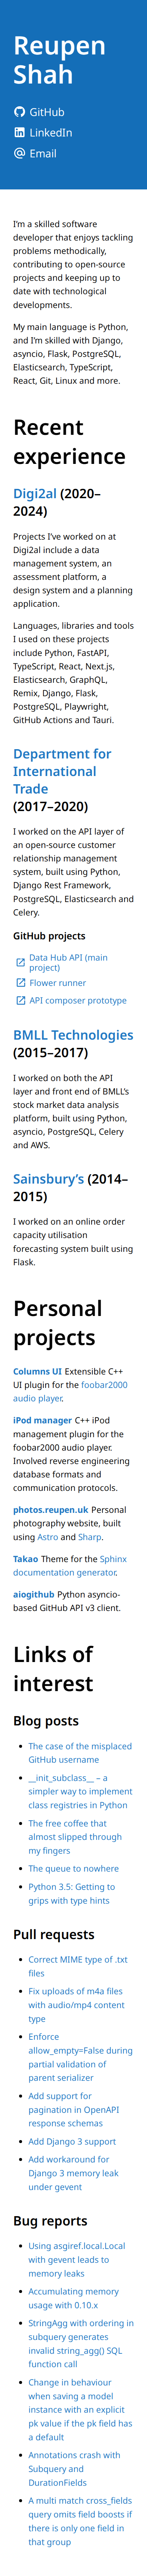 Reupen
Shah
GitHub
LinkedIn
Email
I’m a skilled software
developer that enjoys tackling
problems methodically,
contributing to open-source
projects and keeping up to
date with technological
developments.
My main language is Python,
and I’m skilled with Django,
asyncio, Flask, PostgreSQL,
Elasticsearch, TypeScript,
React, Git, Linux and more.
Recent
experience
Digi2al (2020–
2024)
Projects I’ve worked on at
Digi2al include a data
management system, an
assessment platform, a
design system and a planning
application.
Languages, libraries and tools
I used on these projects
include Python, FastAPI,
TypeScript, React, Next.js,
Elasticsearch, GraphQL,
Remix, Django, Flask,
PostgreSQL, Playwright,
GitHub Actions and Tauri.
Department for
International
Trade
(2017–2020)
I worked on the API layer of
an open-source customer
relationship management
system, built using Python,
Django Rest Framework,
PostgreSQL, Elasticsearch and
Celery.
GitHub projects
Data Hub API (main
project)
Flower runner
API composer prototype
BMLL Technologies
(2015–2017)
I worked on both the API
layer and front end of BMLL’s
stock market data analysis
platform, built using Python,
asyncio, PostgreSQL, Celery
and AWS.
Sainsbury’s (2014–
2015)
I worked on an online order
capacity utilisation
forecasting system built using
Flask.
Personal
projects
Columns UI Extensible C++
UI plugin for the foobar2000
audio player.
iPod manager C++ iPod
management plugin for the
foobar2000 audio player.
Involved reverse engineering
database formats and
communication protocols.
photos.reupen.uk Personal
photography website, built
using Astro and Sharp.
Takao Theme for the Sphinx
documentation generator.
aiogithub Python asyncio-
based GitHub API v3 client.
Links of
interest
Blog posts
The case of the misplaced
GitHub username
__init_subclass__ – a
simpler way to implement
class registries in Python
The free coffee that
almost slipped through
my fingers
The queue to nowhere
Python 3.5: Getting to
grips with type hints
Pull requests
Correct MIME type of .txt
files
Fix uploads of m4a files
with audio/mp4 content
type
Enforce
allow_empty=False during
partial validation of
parent serializer
Add support for
pagination in OpenAPI
response schemas
Add Django 3 support
Add workaround for
Django 3 memory leak
under gevent
Bug reports
Using asgiref.local.Local
with gevent leads to
memory leaks
Accumulating memory
usage with 0.10.x
StringAgg with ordering in
subquery generates
invalid string_agg() SQL
function call
Change in behaviour
when saving a model
instance with an explicit
pk value if the pk field has
a default
Annotations crash with
Subquery and
DurationFields
A multi match cross_fields
query omits field boosts if
there is only one field in
that group